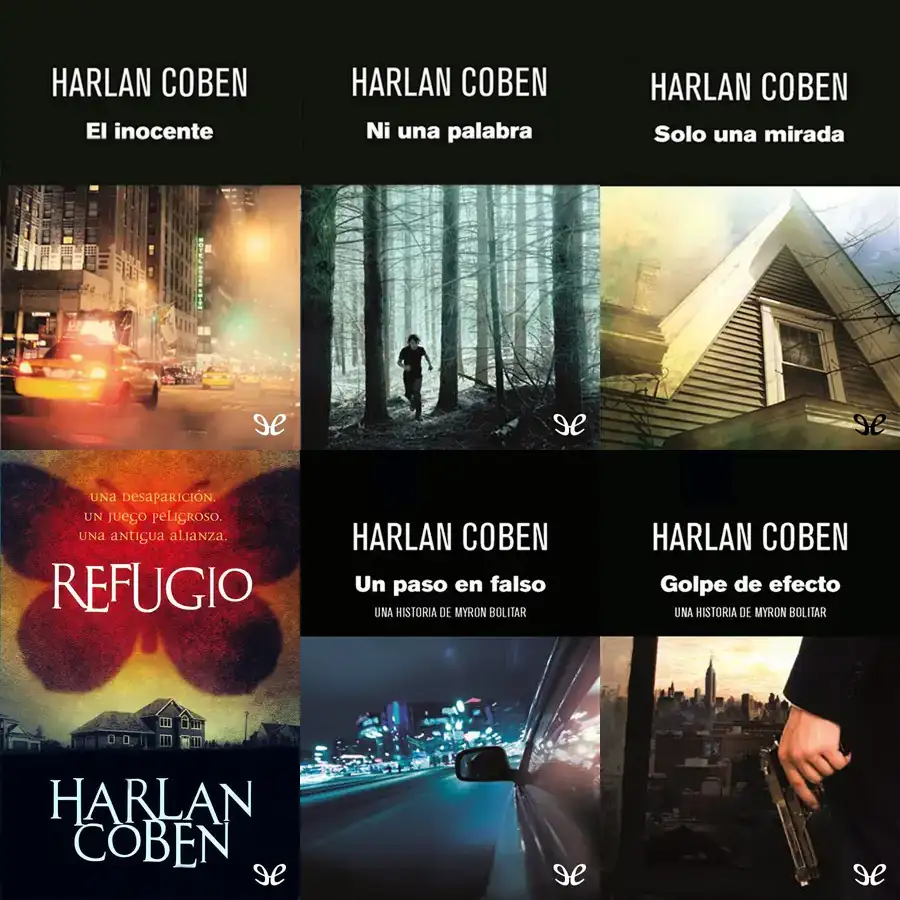 HARLAN COBEN
El inocente
HARLAN COBEN
Ni una palabra
HARLAN COBEN
Solo una mirada
UNA DESAPARICIÓN.
UN JUEGO PELIGROSO.
UNA ANTIGUA ALIANZA.
REFUGIO
HARLAN
COBEN
HARLAN COBEN
Un paso en falso
UNA HISTORIA DE MYRON BOLITAR
HARLAN COBEN
Golpe de efecto
UNA HISTORIA DE MYRON BOLITAR